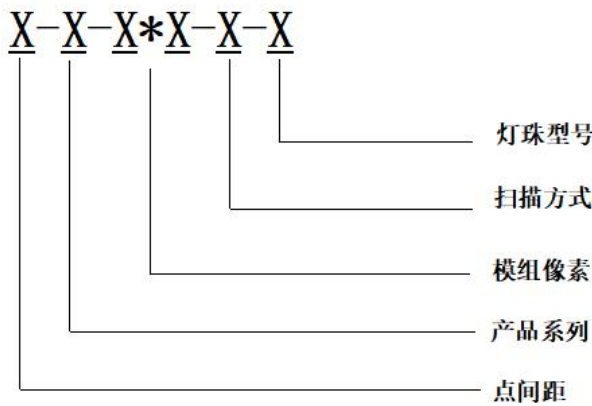 X-X-X*X-X-X
灯珠型号
扫描方式
模组像素
产品系列
点间距